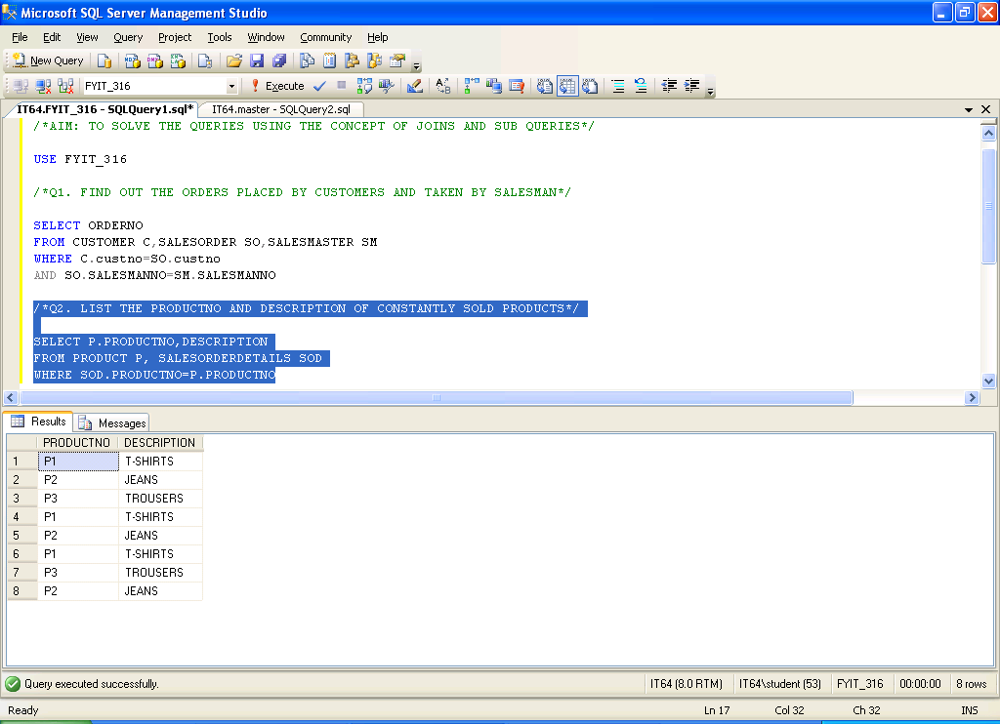 Microsoft SQL Server Management Studio
File Edit View Query Project Tools Window Community Help
New Query
FYIT_316 Execute
IT64.FYIT_316 - SQLQuery1.sql* IT64.master - SQLQuery2.sql
/*AIM: TO SOLVE THE QUERIES USING THE CONCEPT OF JOINS AND SUB QUERIES*/
USE FYIT_316
/*Q1. FIND OUT THE ORDERS PLACED BY CUSTOMERS AND TAKEN BY SALESMAN*/
SELECT ORDERNO
FROM CUSTOMER C,SALESORDER SO,SALESMASTER SM
WHERE C.custno=SO.custno
AND SO.SALESMANNO=SM.SALESMANNO
/*Q2. LIST THE PRODUCTNO AND DESCRIPTION OF CONSTANTLY SOLD PRODUCTS*/
SELECT P.PRODUCTNO,DESCRIPTION
FROM PRODUCT P, SALESORDERDETAILS SOD
WHERE SOD.PRODUCTNO=P.PRODUCTNO
Results Messages
PRODUCTNO DESCRIPTION
1 P1 T-SHIRTS
2 P2 JEANS
3 P3 TROUSERS
4 P1 T-SHIRTS
5 P2 JEANS
6 P1 T-SHIRTS
7 P3 TROUSERS
8 P2 JEANS
Query executed successfully. IT64 (8.0 RTM) IT64\student (53) FYIT_316 00:00:00 8 rows
Ready Ln 17 Col 32 Ch 32 INS